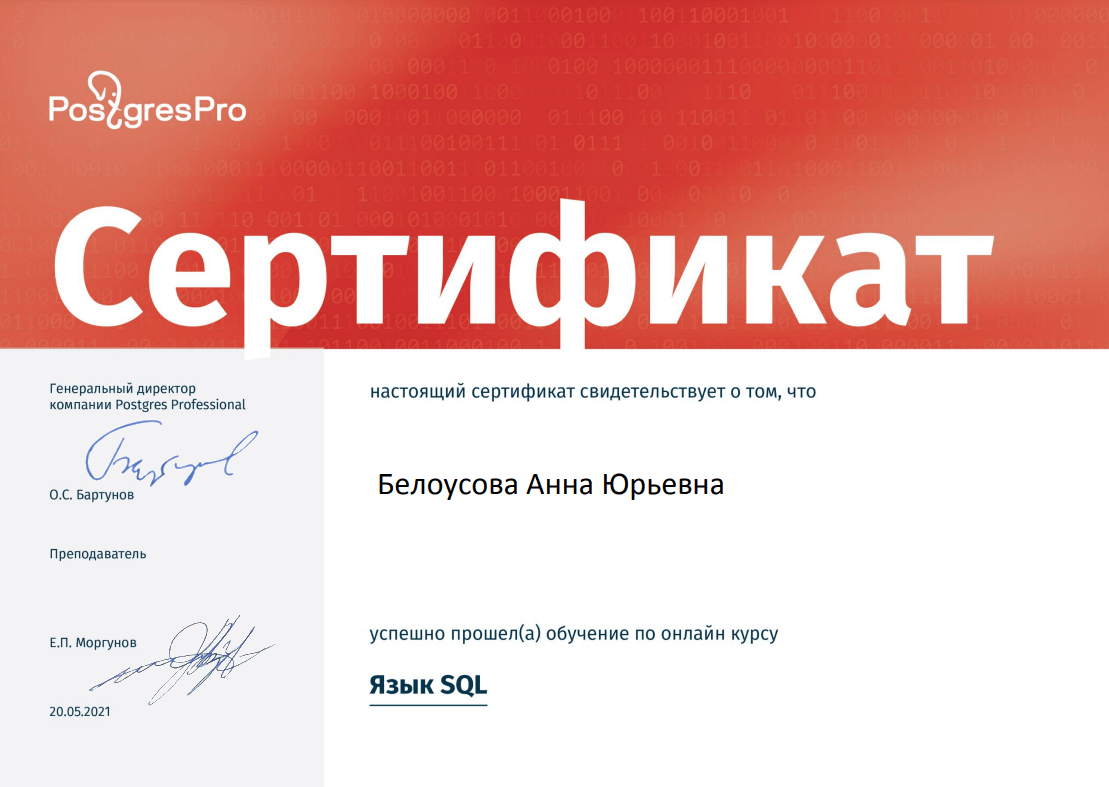 PostgresPro
Сертификат
Генеральный директор
компании Postgres Professional
О.С. Бартунов
Преподаватель
Е.П. Моргунов
20.05.2021
настоящий сертификат свидетельствует о том, что
Белоусова Анна Юрьевна
успешно прошел(а) обучение по онлайн курсу
Язык SQL